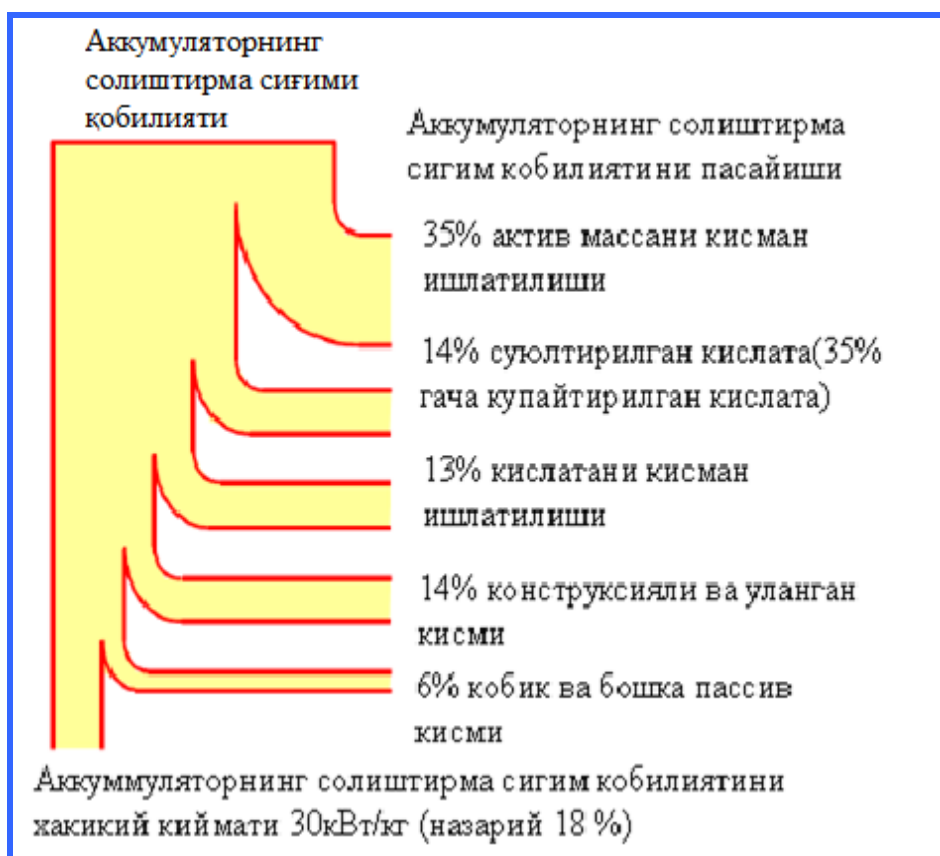 Аккумуляторнинг
солиштирма сиғими
қобилияти
Аккумуляторнинг солиштирма
сигим кобилиятини пасайиши
35% актив массани кисман
ишлатилиши
14% суюлтирилган кислата(35%
гача купайтирилган кислата)
13% кислатани кисман
ишлатилиши
14% конструксияли ва уланган
кисми
6% кобик ва бошка пассив
кисми
Аккуммуляторнинг солиштирма сигим кобилиятини
хакикий киймати 30кВт/кг (назарий 18 %)